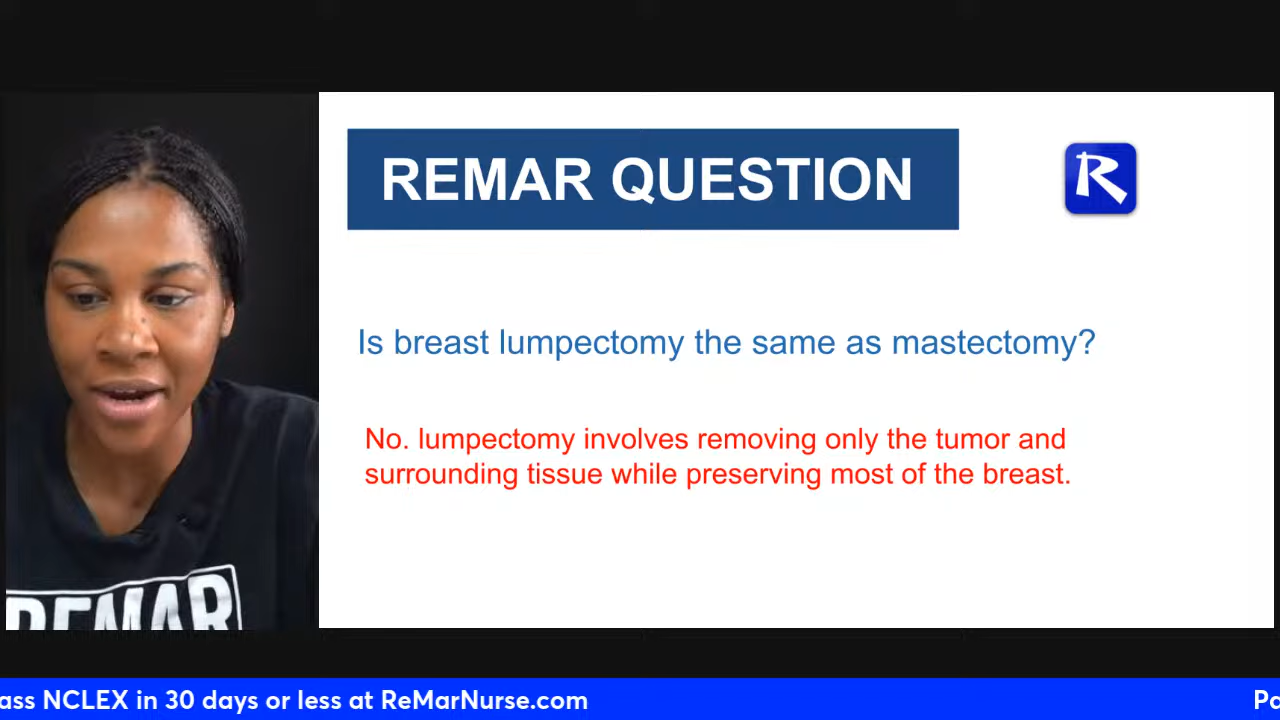 REMAR QUESTION
R
Is breast lumpectomy the same as mastectomy?
No. lumpectomy involves removing only the tumor and
surrounding tissue while preserving most of the breast.
REMAR
ass NCLEX in 30 days or less at ReMarNurse.com
Pa